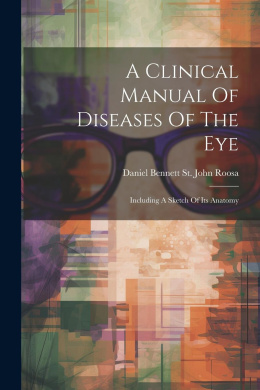 A Clinical
Manual Of
Diseases Of The
Eye
Daniel Bennett St. John Roosa
Including A Sketch Of Its Anatomy